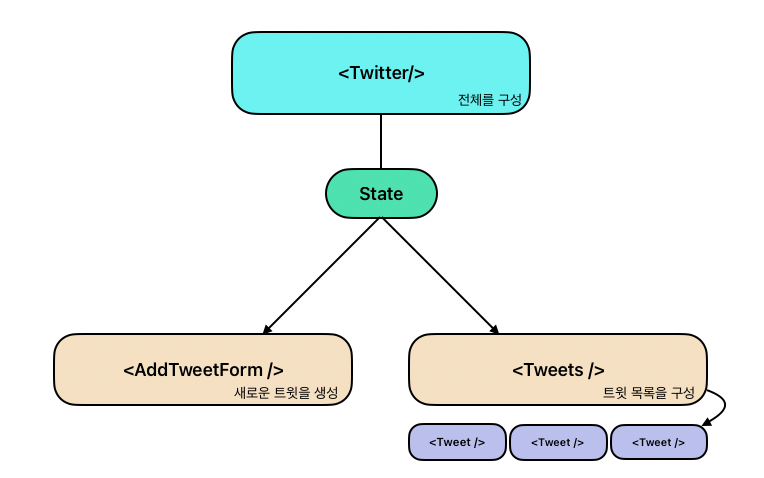 <Twitter/>
전체를 구성
State
<AddTweetForm />
새로운 트윗을 생성
<Tweets />
트윗 목록을 구성
<Tweet />
<Tweet />
<Tweet />